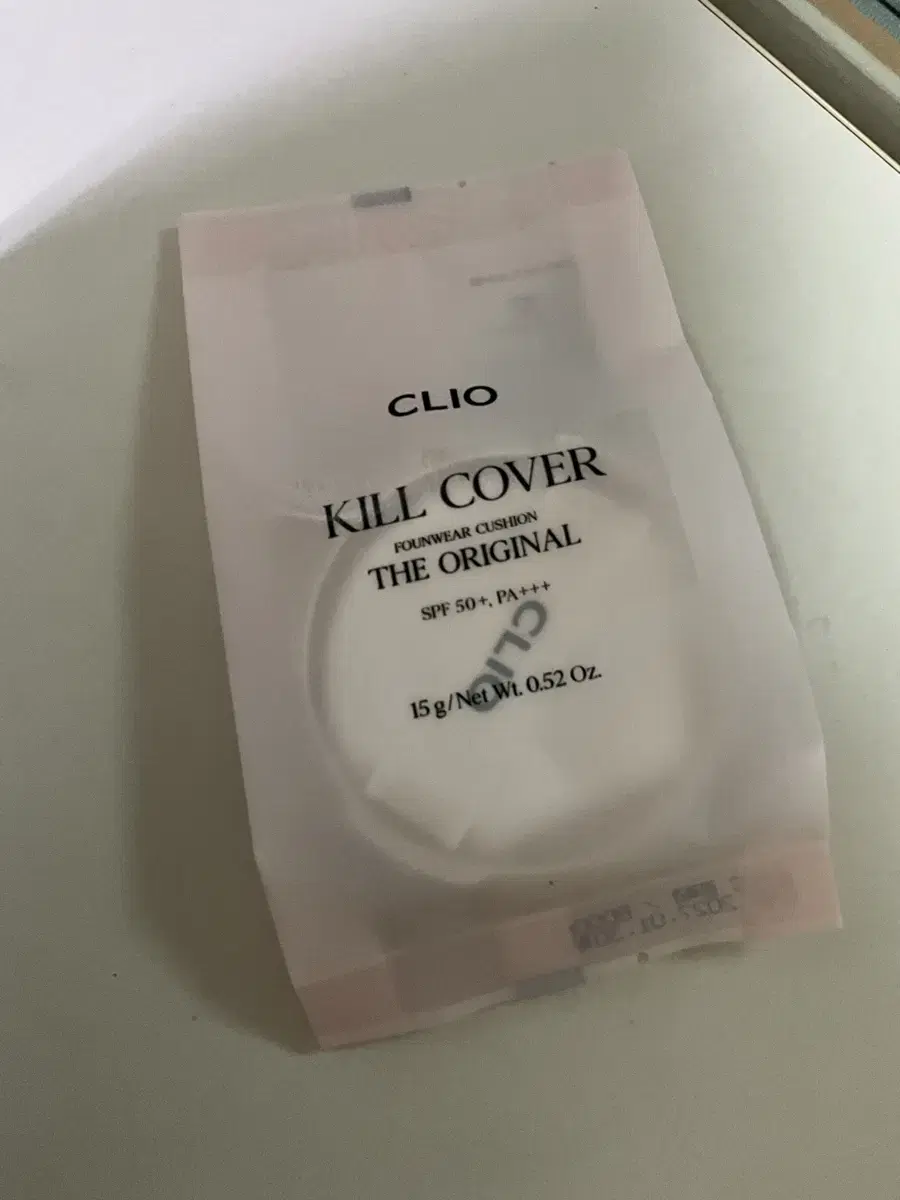 CLIO
KILL COVER
FOUNWEAR CUSHION
THE ORIGINAL
SPF 50+, PA+++
CLIO
15 g/Net Wt. 0.52 Oz.